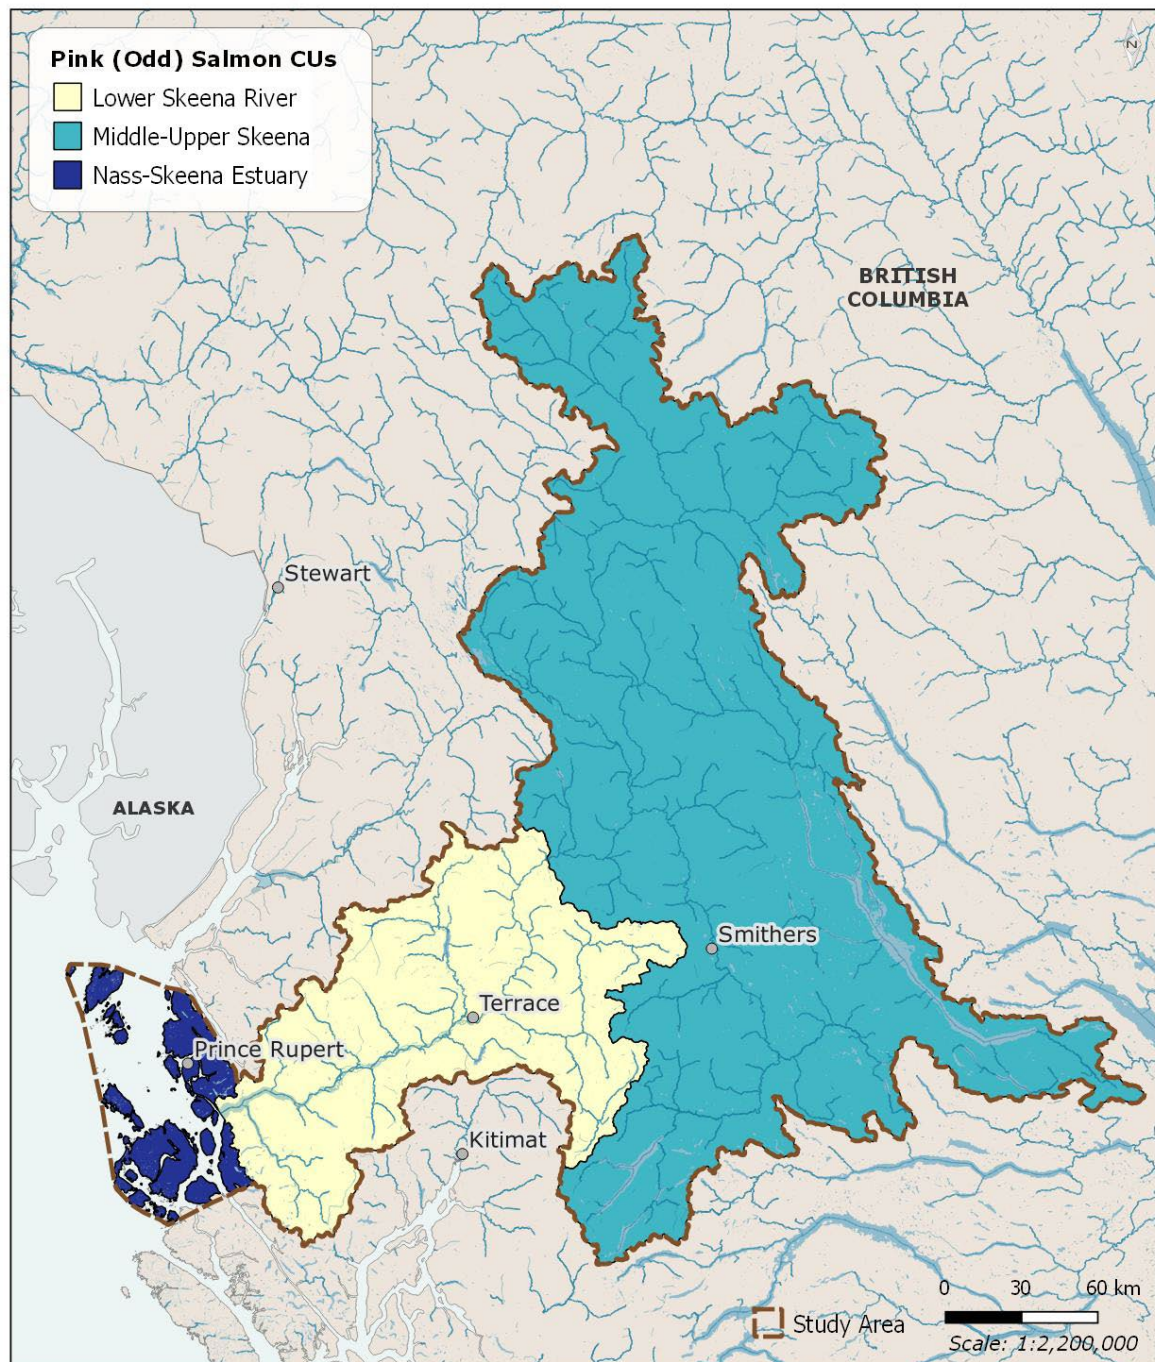 Pink (Odd) Salmon CUs
Lower Skeena River
Middle-Upper Skeena
Nass-Skeena Estuary
N
BRITISH
COLUMBIA
Stewart
ALASKA
Smithers
Terrace
Prince Rupert
Kitimat
0 30 60 km
Study Area
Scale: 1:2,200,000